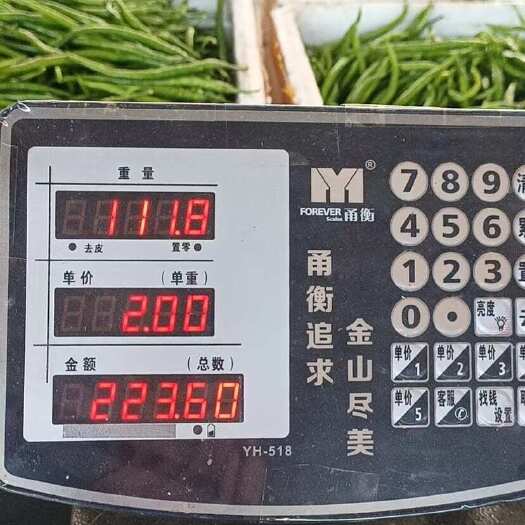 重量
111.8
去皮 置零
单价 (单重)
2.00
金额 (总数)
223.60
YH-518
®
FOREVER Scales 甬衡
甬衡追求
金山尽美
7 8 9
4 5 6
1 2 3
0 • 亮度
单价1 单价2 单价3
单价5 客服 找钱设置